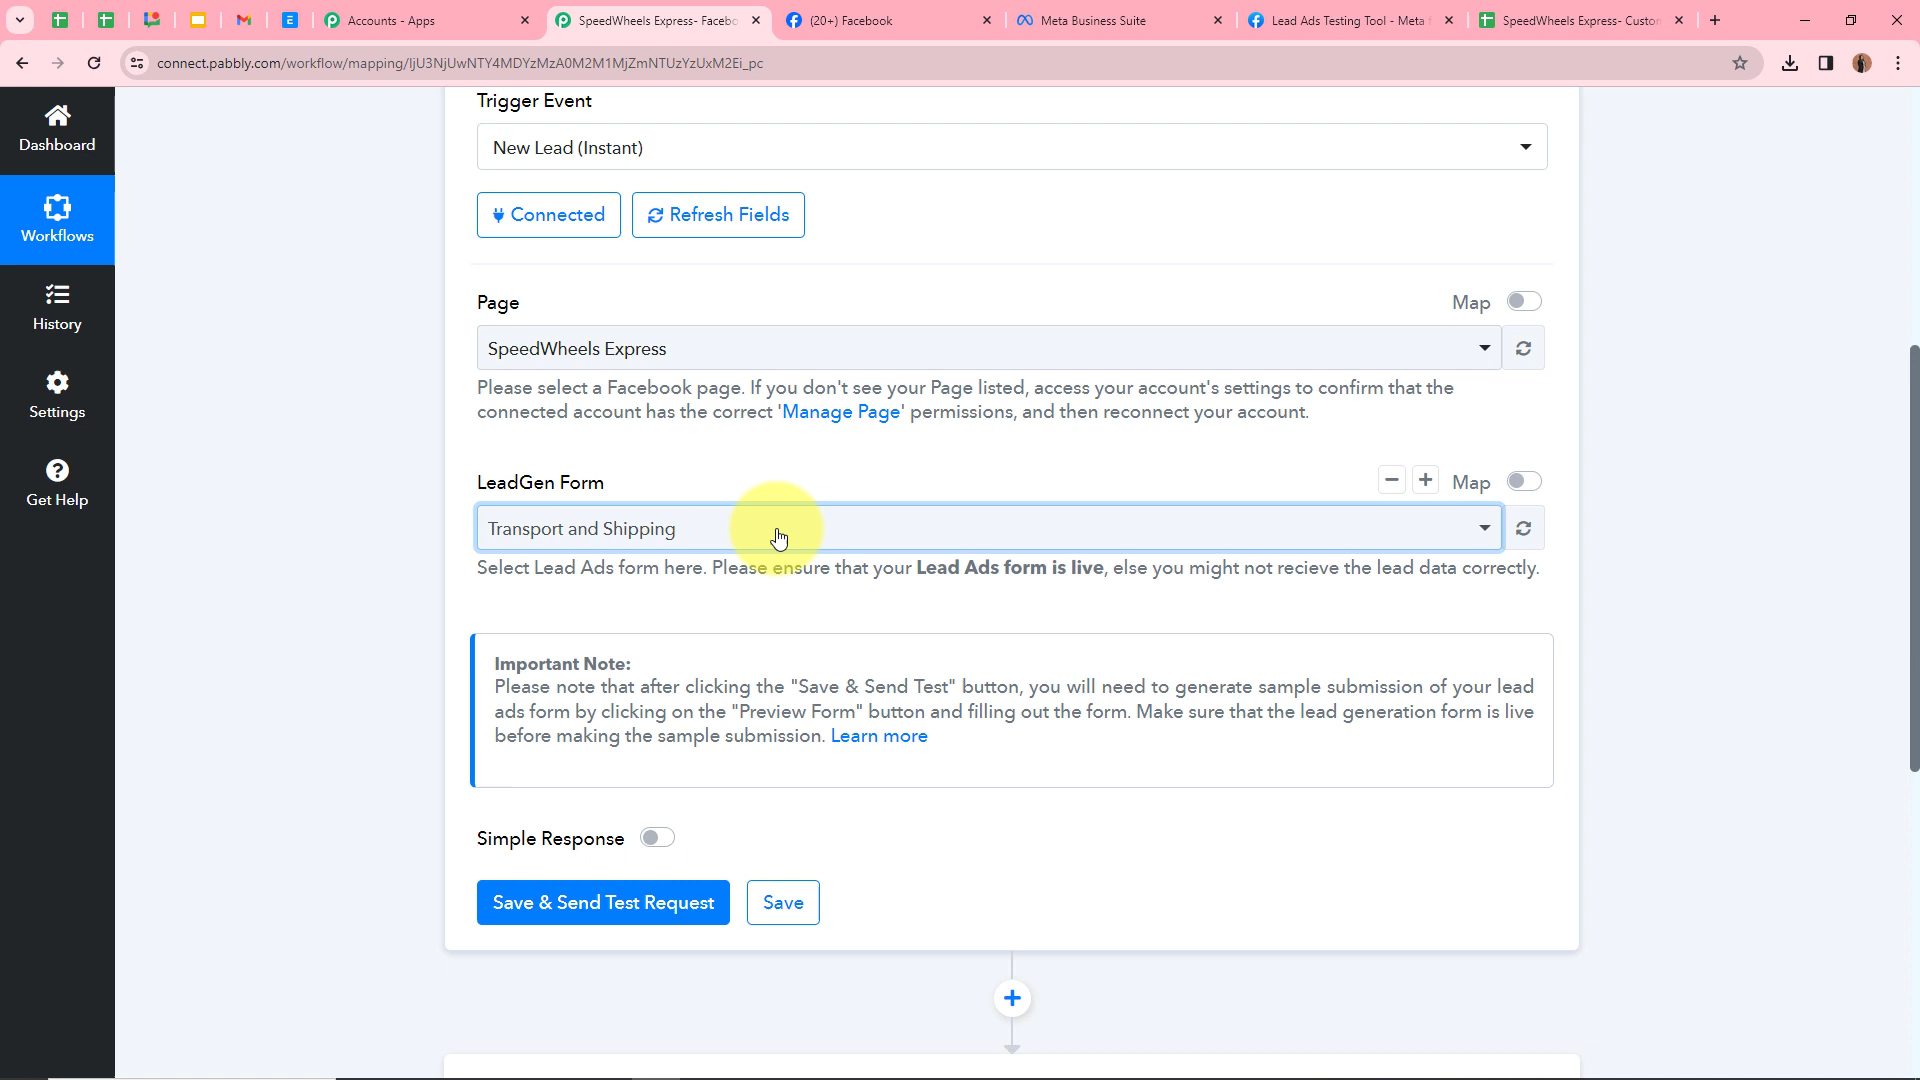 Accounts - Apps
SpeedWheels Express- Facebo
(20+) Facebook
Meta Business Suite
Lead Ads Testing Tool - Meta f
SpeedWheels Express- Custom
connect.pabbly.com/workflow/mapping/IjU3NjUwNTY4MDYzMzA0M2M1MjZmNTUzYzUxM2Ei_pc
Dashboard
Workflows
History
Settings
Get Help
Trigger Event
New Lead (Instant)
Connected
Refresh Fields
Page
Map
SpeedWheels Express
Please select a Facebook page. If you don't see your Page listed, access your account's settings to confirm that the
connected account has the correct 'Manage Page' permissions, and then reconnect your account.
LeadGen Form
Map
Transport and Shipping
Select Lead Ads form here. Please ensure that your Lead Ads form is live, else you might not recieve the lead data correctly.
Important Note:
Please note that after clicking the "Save & Send Test" button, you will need to generate sample submission of your lead
ads form by clicking on the "Preview Form" button and filling out the form. Make sure that the lead generation form is live
before making the sample submission. Learn more
Simple Response
Save & Send Test Request
Save